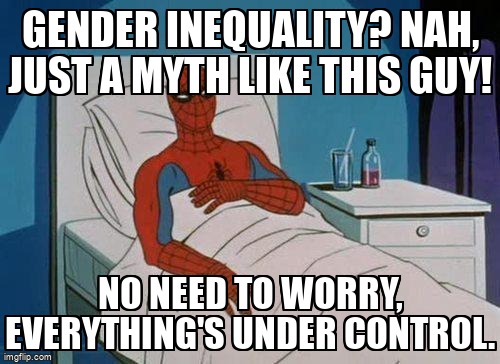 GENDER INEQUALITY? NAH,
JUST A MYTH LIKE THIS GUY!
NO NEED TO WORRY,
EVERYTHING'S UNDER CONTROL.
imgflip.com